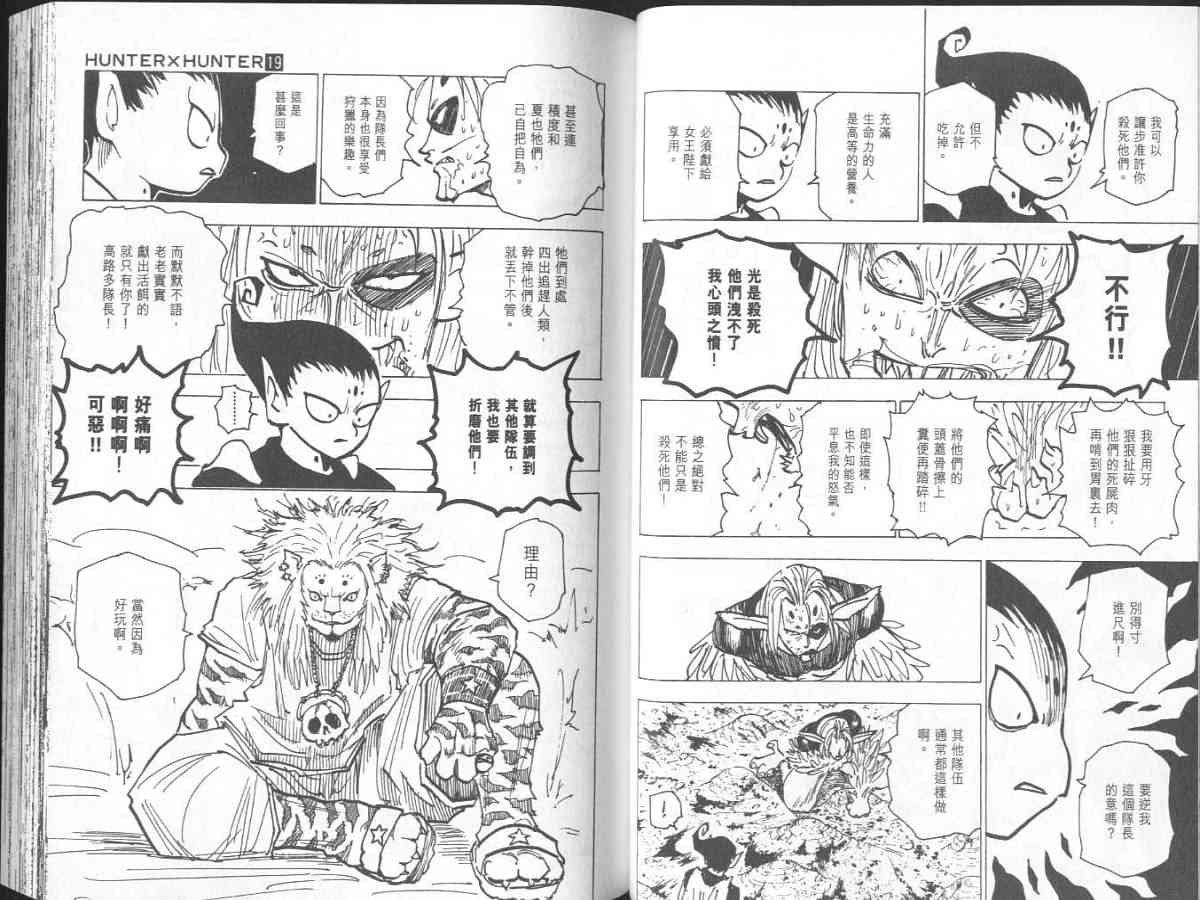 我可以
讓步准許你
殺死他們。
但不
允許
吃掉。
充滿
生命力的人
是高等的營養。
必須獻給
女王陛下
享用。
不行!!
光是殺死
他們洩不了
我心頭之憤!
我要用牙
狠狠扯碎
他們的死屍肉,
再啃到胃裏去!
將他們的
頭蓋骨擦上
糞便再踏碎!!
即使這樣,
也不知能否
平息我的怒氣。
總之絕對
不能只是
殺死他們!
別得寸
進尺啊!
要逆我
這個隊長
的意嗎?
其他隊伍
通常都這樣做
啊。
!
HUNTER×HUNTER 19
甚至連
積度和
夏也牠們,
己自把自為。
因為隊長們
本身也很享受
狩獵的樂趣。
這是
甚麼回事?
牠們到處
四出追趕人類,
幹掉他們後
就丟下不管。
而默默不語,
老老實實
獻出活餌的
就只有你了!
高路多隊長!
就算要調到
其他隊伍,
我也要
折磨他們!
………
好痛啊
啊啊啊!
可惡!!
理由?
當然因為
好玩啊。